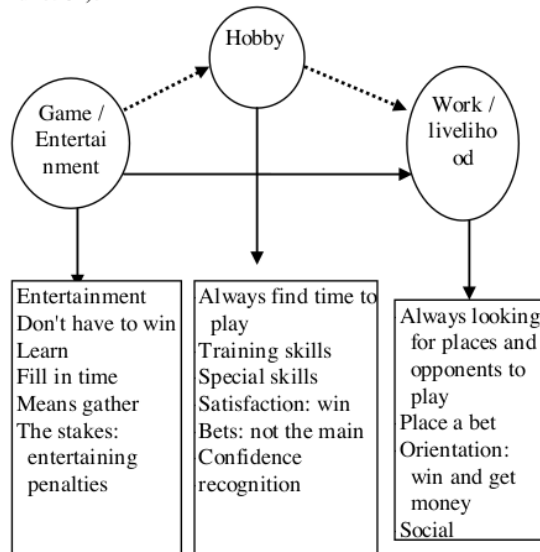 Hobby
Game /
Entertai
nment
Work /
liveliho
od
Entertainment
Don't have to win
Learn
Fill in time
Means gather
The stakes:
entertaining
penalties
Always find time to
play
Training skills
Special skills
Satisfaction: win
Bets: not the main
Confidence
recognition
Always looking
for places and
opponents to
play
Place a bet
Orientation:
win and get
money
Social